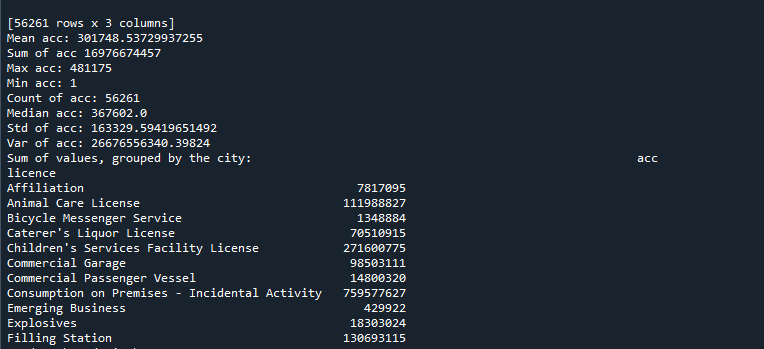 [56261 rows x 3 columns]
Mean acc: 301748.53729937255
Sum of acc 16976674457
Max acc: 481175
Min acc: 1
Count of acc: 56261
Median acc: 367602.0
Std of acc: 163329.59419651492
Var of acc: 26676556340.39824
Sum of values, grouped by the city: acc
licence
Affiliation 7817095
Animal Care License 111988827
Bicycle Messenger Service 1348884
Caterer's Liquor License 70510915
Children's Services Facility License 271600775
Commercial Garage 98503111
Commercial Passenger Vessel 14800320
Consumption on Premises - Incidental Activity 759577627
Emerging Business 429922
Explosives 18303024
Filling Station 130693115